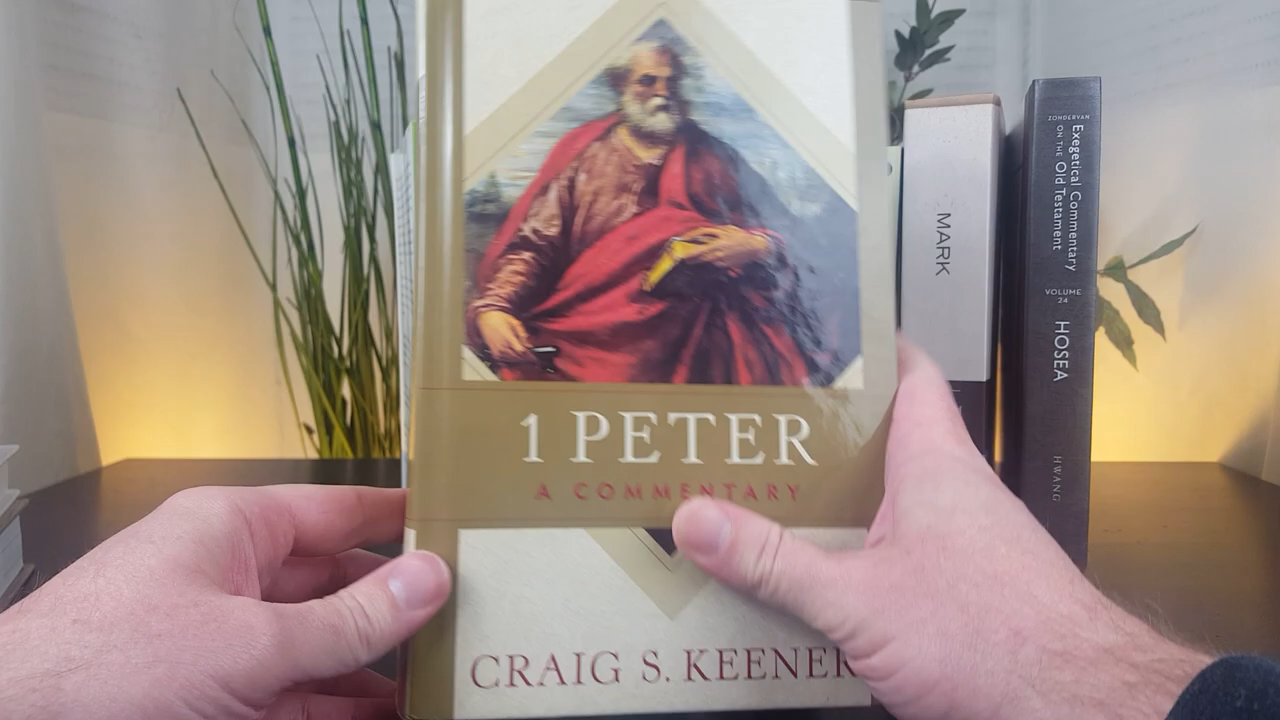 1 PETER
A COMMENTARY
CRAIG S. KEENER
MARK
ZONDERVAN
Exegetical Commentary
ON THE Old Testament
VOLUME
24
HOSEA
HWANG